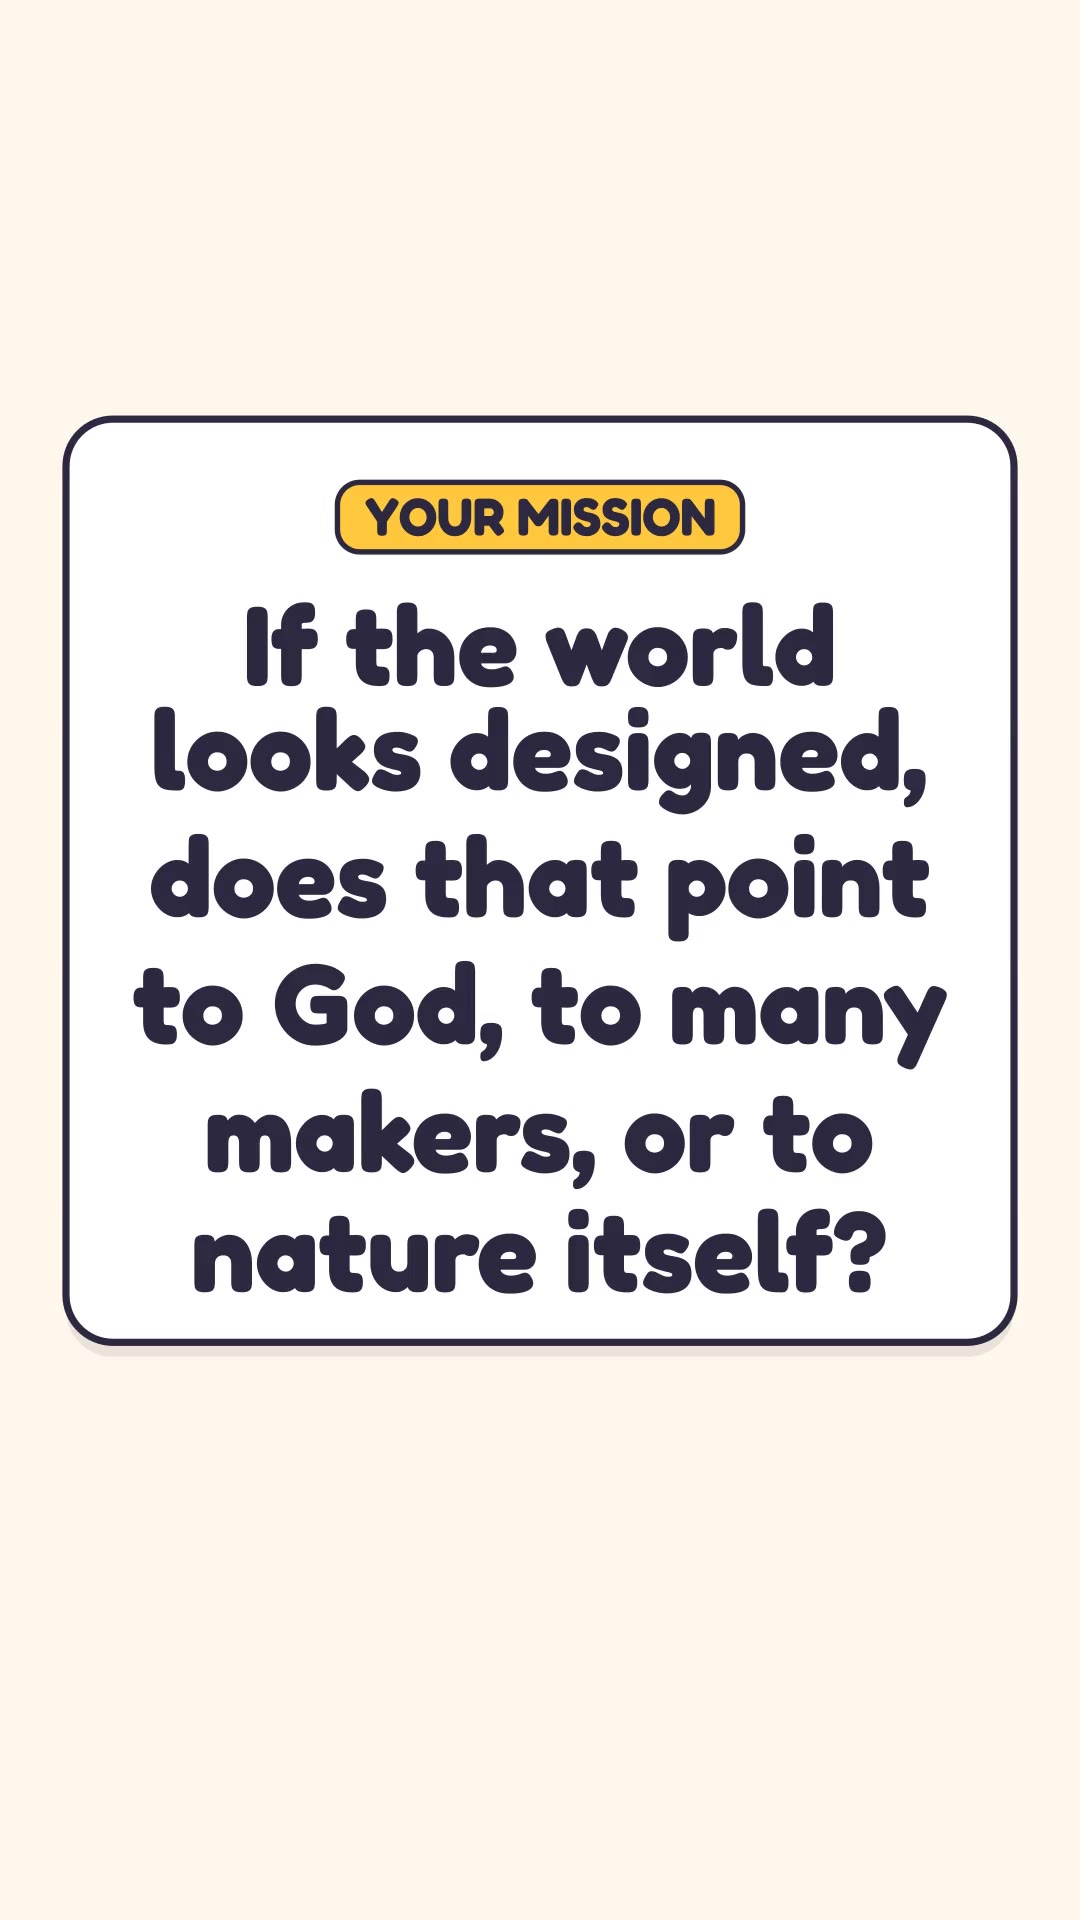 YOUR MISSION
If the world
looks designed,
does that point
to God, to many
makers, or to
nature itself?